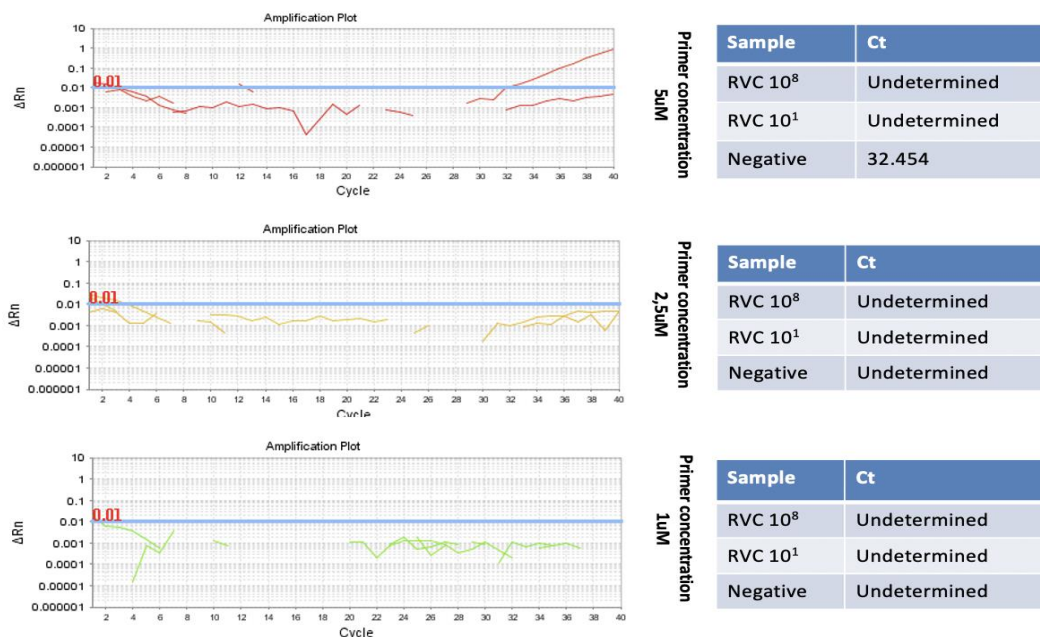 Amplification Plot
10
1
0.1
0.01
0.01
0.001
0.0001
0.00001
0.000001
ΔRn
2 4 6 8 10 12 14 16 18 20 22 24 26 28 30 32 34 36 38 40
Cycle
Primer concentration
5uM
Sample Ct
RVC 10⁸ Undetermined
RVC 10¹ Undetermined
Negative 32.454
Amplification Plot
10
1
0.1
0.01
0.01
0.001
0.0001
0.00001
0.000001
ΔRn
2 4 6 8 10 12 14 16 18 20 22 24 26 28 30 32 34 36 38 40
Cycle
Primer concentration
2,5uM
Sample Ct
RVC 10⁸ Undetermined
RVC 10¹ Undetermined
Negative Undetermined
Amplification Plot
10
1
0.1
0.01
0.01
0.001
0.0001
0.00001
0.000001
ΔRn
2 4 6 8 10 12 14 16 18 20 22 24 26 28 30 32 34 36 38 40
Cycle
Primer concentration
1uM
Sample Ct
RVC 10⁸ Undetermined
RVC 10¹ Undetermined
Negative Undetermined